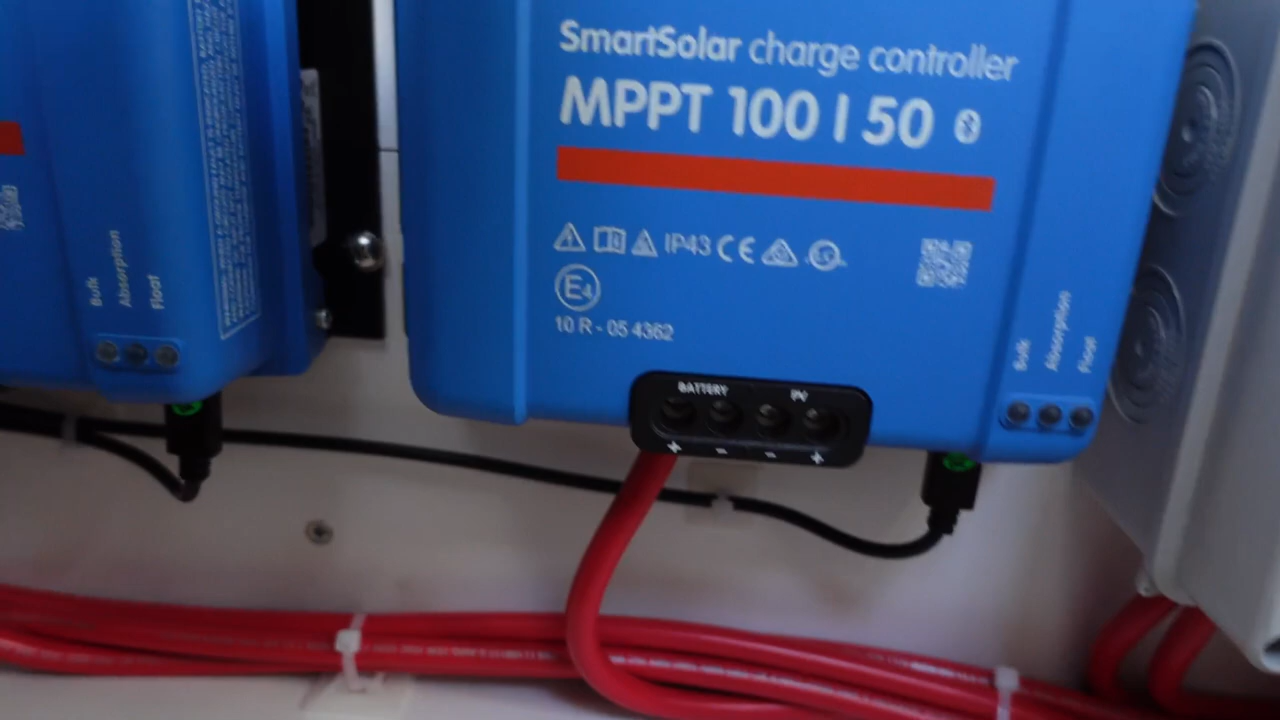 SmartSolar charge controller
MPPT 100 | 50
IP43 CE
E4
10 R - 05 4362
BATTERY PV
+ - - +
Bulk
Absorption
Float
Bulk
Absorption
Float